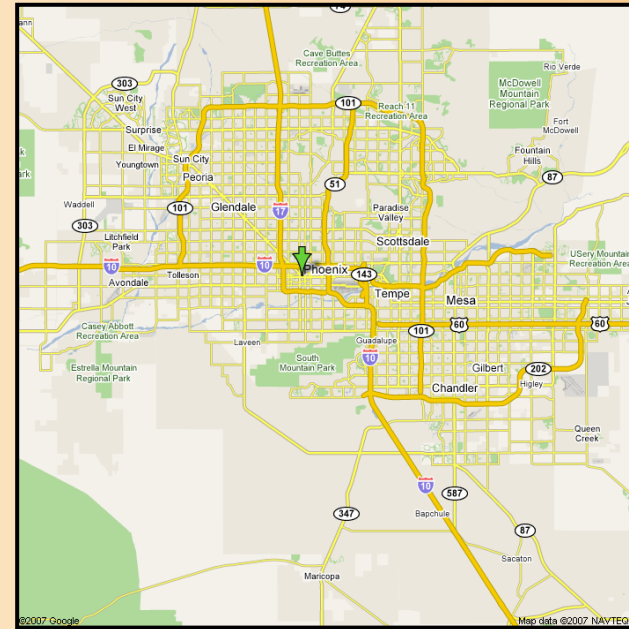 74
Cave Buttes
Recreation Area
Rio Verde
303
Sun City
West
McDowell
Mountain
Regional Park
101
Reach 11
Recreation Area
Fort
McDowell
Surprise
El Mirage
Youngtown
Sun City
Peoria
Fountain
Hills
87
51
Waddell
101
Glendale
17
Paradise
Valley
303
Litchfield
Park
Scottsdale
10
10
Phoenix
143
USery Mountain
Recreation Area
Tolleson
Avondale
Tempe
Mesa
Casey Abbott
Recreation Area
101
60
60
Laveen
Guadalupe
Estrella Mountain
Regional Park
South
Mountain Park
10
Gilbert
202
Chandler
Higley
Queen
Creek
10
587
347
Bapchule
87
Sacaton
Maricopa
©2007 Google
Map data ©2007 NAVTEQ